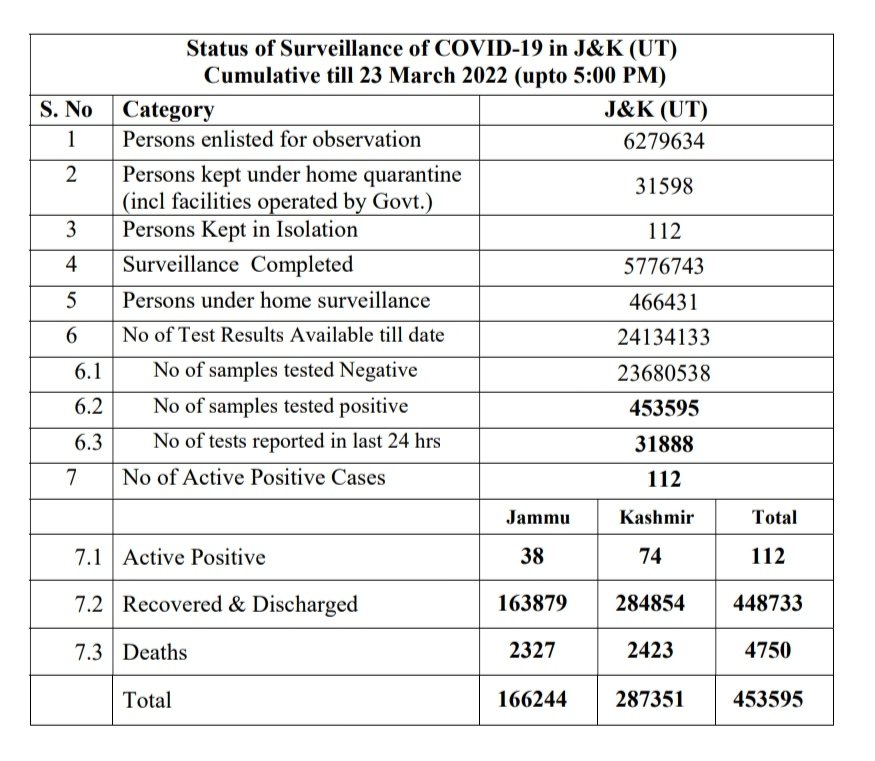 Status of Surveillance of COVID-19 in J&K (UT)
Cumulative till 23 March 2022 (upto 5:00 PM)
S. No Category J&K (UT)
1 Persons enlisted for observation 6279634
2 Persons kept under home quarantine
(incl facilities operated by Govt.) 31598
3 Persons Kept in Isolation 112
4 Surveillance Completed 5776743
5 Persons under home surveillance 466431
6 No of Test Results Available till date 24134133
6.1 No of samples tested Negative 23680538
6.2 No of samples tested positive 453595
6.3 No of tests reported in last 24 hrs 31888
7 No of Active Positive Cases 112
Jammu Kashmir Total
7.1 Active Positive 38 74 112
7.2 Recovered & Discharged 163879 284854 448733
7.3 Deaths 2327 2423 4750
Total 166244 287351 453595